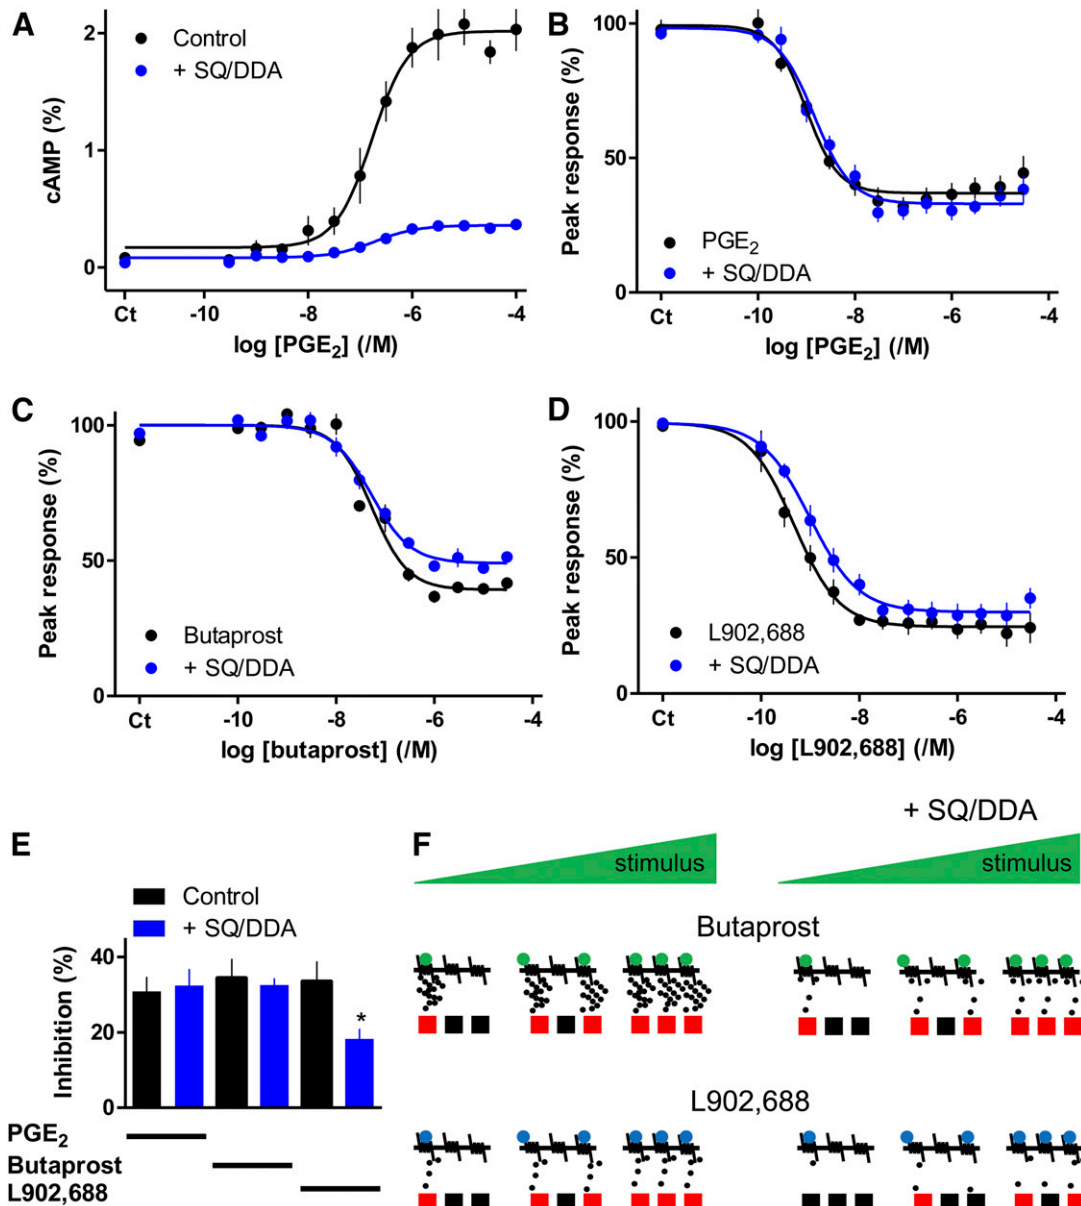 A
Control
+ SQ/DDA
cAMP (%)
2
1
0
Ct
-10
-8
-6
-4
log [PGE₂] (/M)
B
Peak response (%)
100
50
0
PGE₂
+ SQ/DDA
Ct
-10
-8
-6
-4
log [PGE₂] (/M)
C
Peak response (%)
100
50
0
Butaprost
+ SQ/DDA
Ct
-10
-8
-6
-4
log [butaprost] (/M)
D
Peak response (%)
100
50
0
L902,688
+ SQ/DDA
Ct
-10
-8
-6
-4
log [L902,688] (/M)
E
Control
+ SQ/DDA
Inhibition (%)
40
20
0
*
PGE₂
Butaprost
L902,688
F
+ SQ/DDA
stimulus
stimulus
Butaprost
L902,688